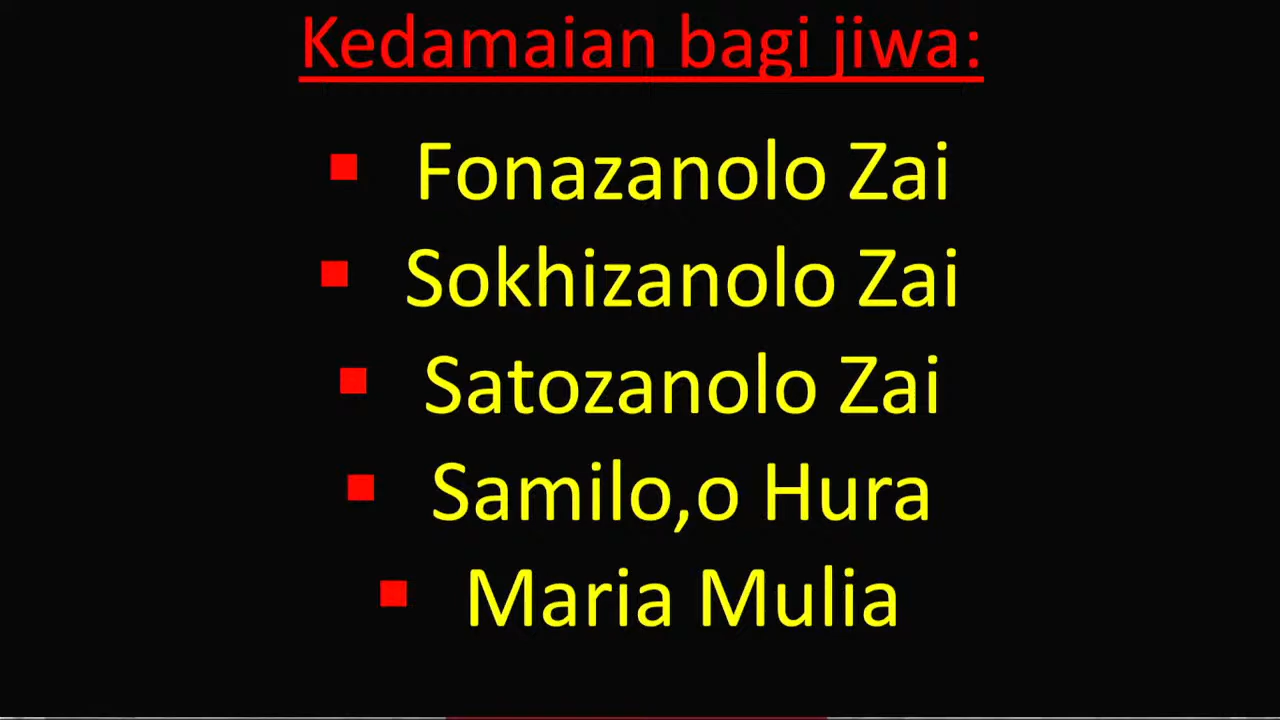 Kedamaian bagi jiwa:
▪ Fonazanolo Zai
▪ Sokhizanolo Zai
▪ Satozanolo Zai
▪ Samilo,o Hura
▪ Maria Mulia